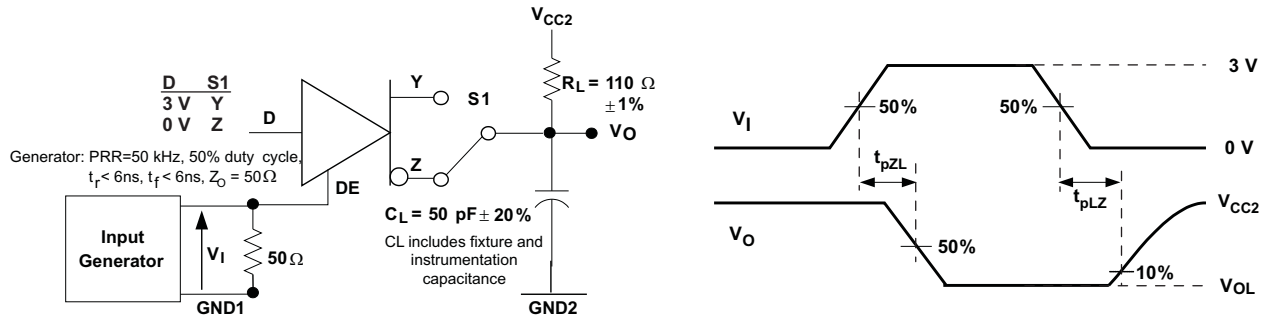 V_CC2
D S1
3 V Y
0 V Z
D
Y
S1
Z
DE
R_L = 110 Ω
±1%
V_O
Generator: PRR=50 kHz, 50% duty cycle,
t_r< 6ns, t_f < 6ns, Z_O = 50Ω
Input
Generator
V_I
50Ω
GND1
C_L = 50 pF ± 20%
CL includes fixture and
instrumentation
capacitance
GND2
3 V
V_I
50%
50%
0 V
t_pZL
t_pLZ
V_CC2
V_O
50%
10%
V_OL